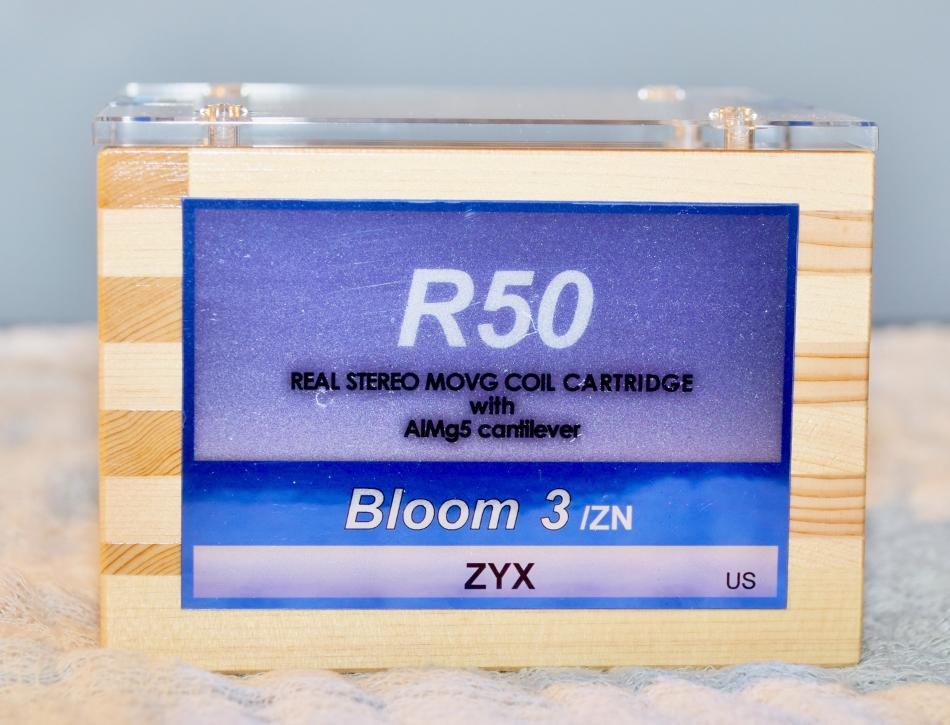 R50
REAL STEREO MOVG COIL CARTRIDGE
with
AlMg5 cantilever
Bloom 3 /ZN
ZYX
US